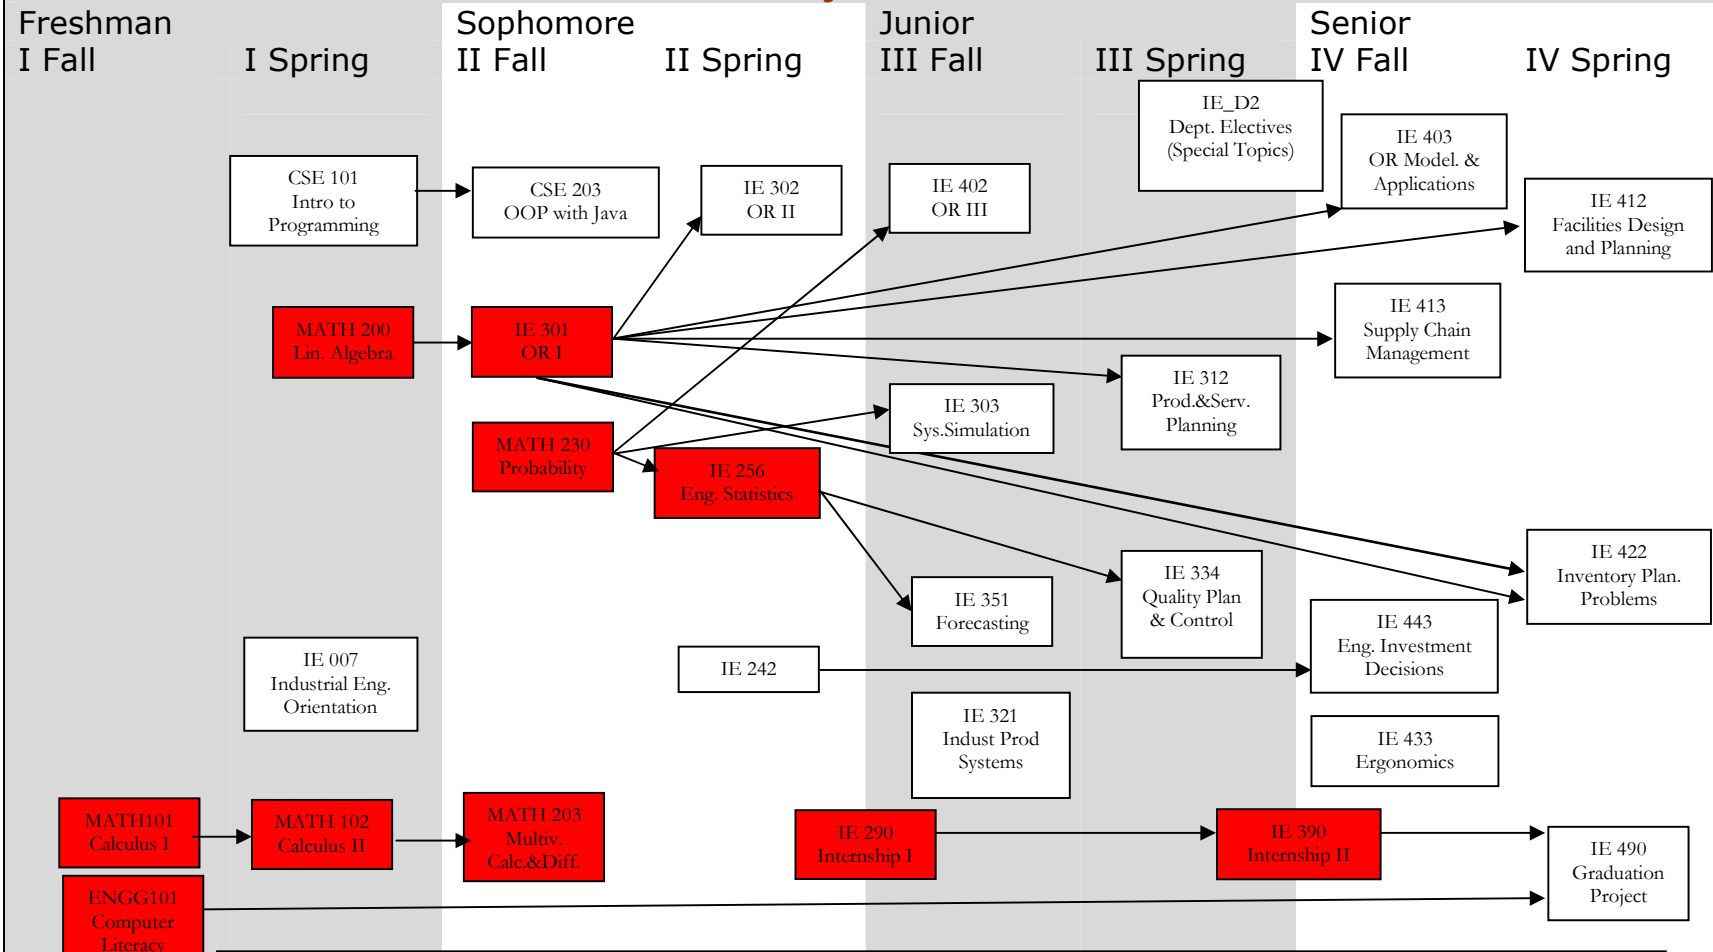 Freshman
Sophomore
Junior
Senior
I Fall
I Spring
II Fall
II Spring
III Fall
III Spring
IV Fall
IV Spring
IE_D2
Dept. Electives
(Special Topics)
IE 403
OR Model. &
Applications
CSE 101
Intro to
Programming
CSE 203
OOP with Java
IE 302
OR II
IE 402
OR III
IE 412
Facilities Design
and Planning
MATH 200
Lin. Algebra
IE 301
OR I
IE 413
Supply Chain
Management
IE 312
Prod.&Serv.
Planning
IE 303
Sys.Simulation
MATH 230
Probability
IE 256
Eng. Statistics
IE 422
Inventory Plan.
Problems
IE 334
Quality Plan
& Control
IE 351
Forecasting
IE 443
Eng. Investment
Decisions
IE 007
Industrial Eng.
Orientation
IE 242
IE 321
Indust Prod
Systems
IE 433
Ergonomics
MATH101
Calculus I
MATH 102
Calculus II
MATH 203
Multiv.
Calc.&Diff.
IE 290
Internship I
IE 390
Internship II
IE 490
Graduation
Project
ENGG101
Computer
Literacy